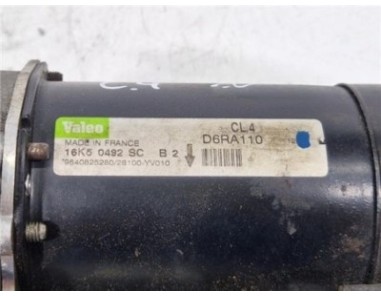 Valeo
CL4
MADE IN FRANCE
D6RA110
16K5 0492 SC B 2
*9640825280/28100-YV010*